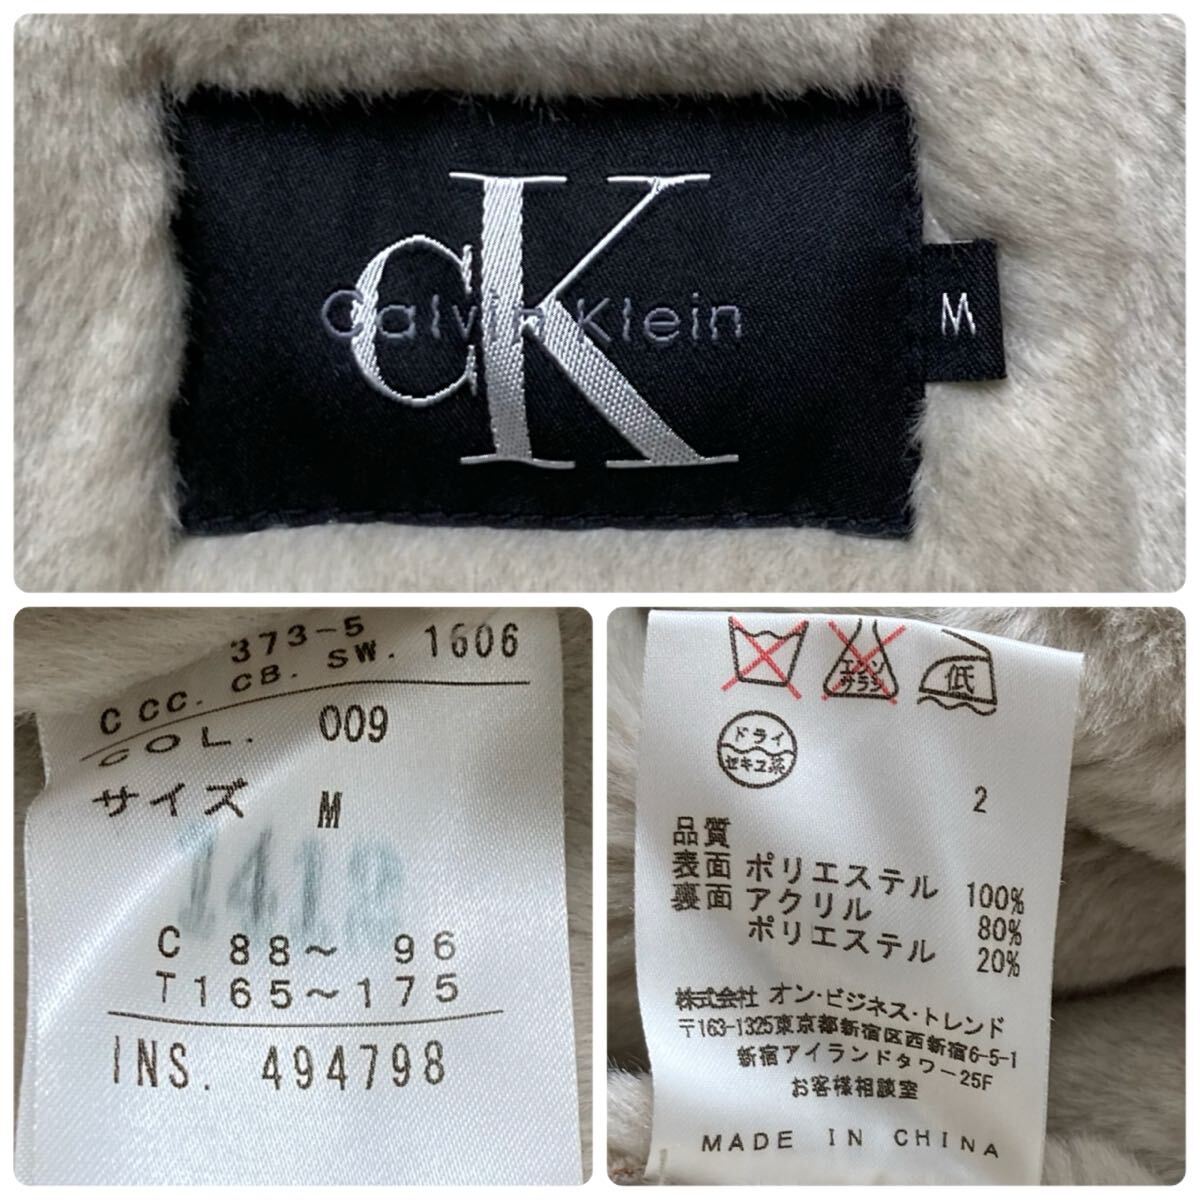 CK
Calvin Klein
M
373-5
C CC. CB. SW. 1606
COL. 009
サイズ M
1412
C 88～ 96
T165～175
INS. 494798
エンソ
サラシ
低
ドライ
セキユ系
2
品質
表面 ポリエステル 100%
裏面 アクリル 80%
ポリエステル 20%
株式会社 オン・ビジネス・トレンド
〒163-1325東京都新宿区西新宿6-5-1
新宿アイランドタワー25F
お客様相談室
MADE IN CHINA